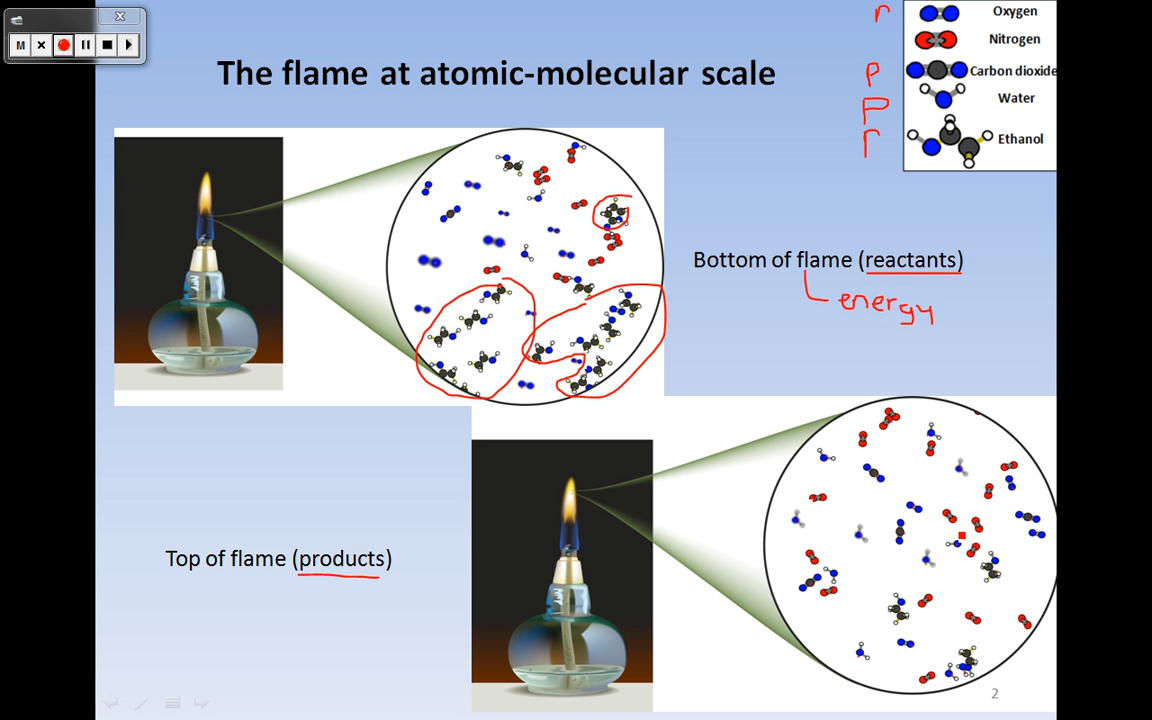 M
The flame at atomic-molecular scale
r Oxygen
Nitrogen
p Carbon dioxide
P Water
r Ethanol
Bottom of flame (reactants)
energy
Top of flame (products)
2